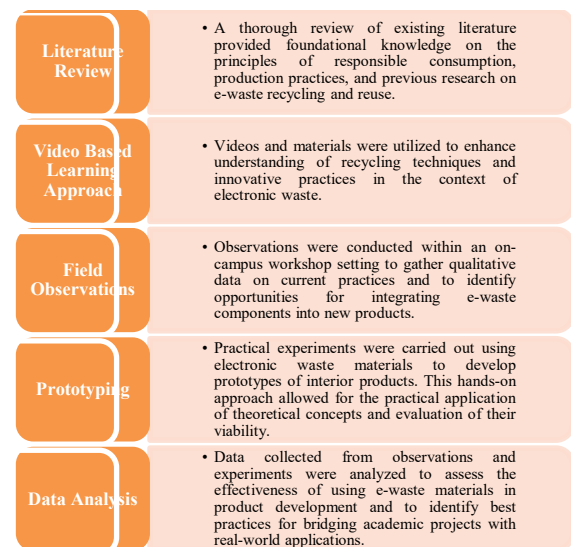 Literature
Review
• A thorough review of existing literature
provided foundational knowledge on the
principles of responsible consumption,
production practices, and previous research on
e-waste recycling and reuse.
Video Based
Learning
Approach
• Videos and materials were utilized to enhance
understanding of recycling techniques and
innovative practices in the context of
electronic waste.
Field
Observations
• Observations were conducted within an on-
campus workshop setting to gather qualitative
data on current practices and to identify
opportunities for integrating e-waste
components into new products.
Prototyping
• Practical experiments were carried out using
electronic waste materials to develop
prototypes of interior products. This hands-on
approach allowed for the practical application
of theoretical concepts and evaluation of their
viability.
Data Analysis
• Data collected from observations and
experiments were analyzed to assess the
effectiveness of using e-waste materials in
product development and to identify best
practices for bridging academic projects with
real-world applications.